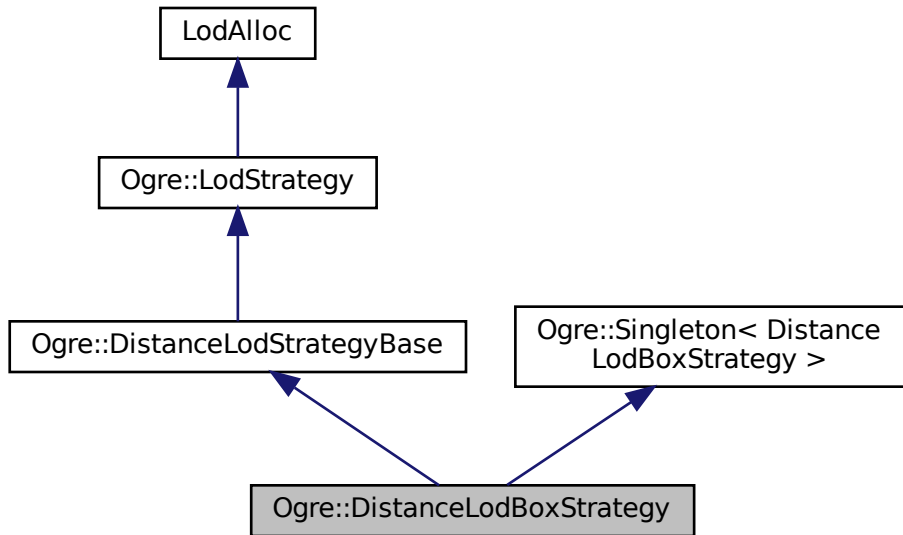 LodAlloc
Ogre::LodStrategy
Ogre::DistanceLodStrategyBase
Ogre::Singleton< Distance
LodBoxStrategy >
Ogre::DistanceLodBoxStrategy